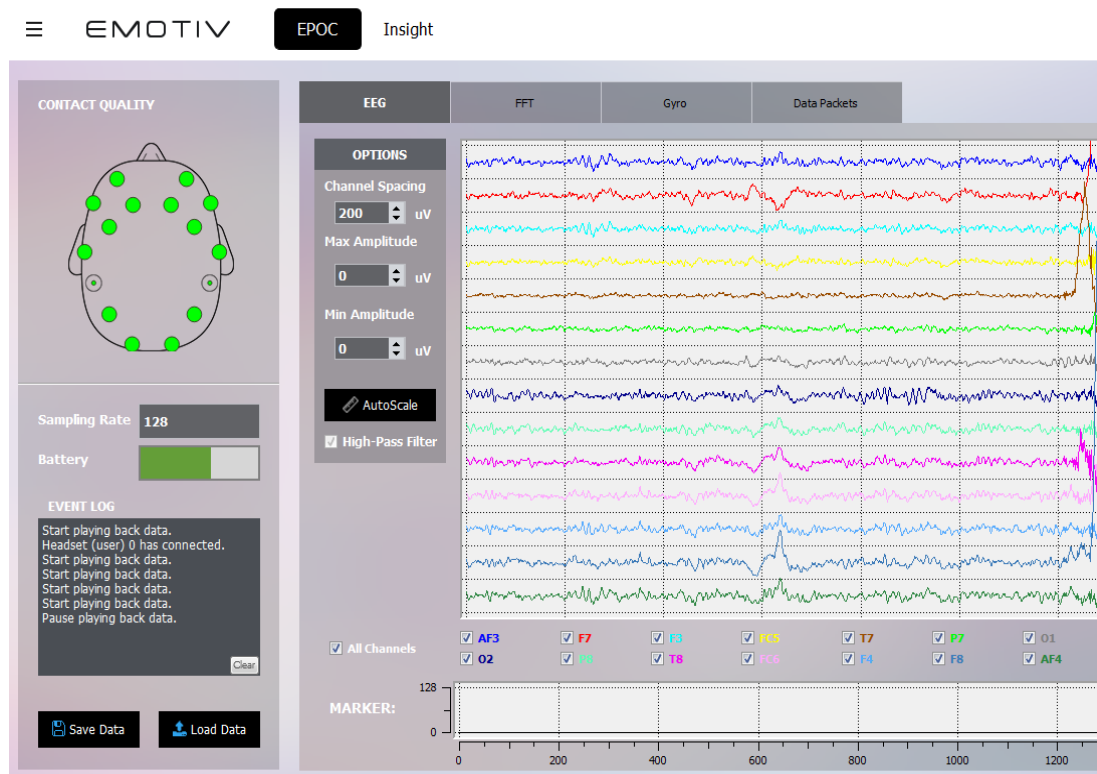 EMOTIV EPOC Insight
CONTACT QUALITY
EEG FFT Gyro Data Packets
OPTIONS
Channel Spacing
200 uV
Max Amplitude
0 uV
Min Amplitude
0 uV
AutoScale
High-Pass Filter
Sampling Rate 128
Battery
EVENT LOG
Start playing back data.
Headset (user) 0 has connected.
Start playing back data.
Start playing back data.
Start playing back data.
Start playing back data.
Pause playing back data.
Clear
Save Data Load Data
All Channels
AF3 F7 F3 FC5 T7 P7 O1
O2 P8 T8 FC6 F4 F8 AF4
MARKER:
128
0
0 200 400 600 800 1000 1200